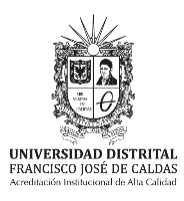 UNIVERSIDAD DISTRITAL
FRANCISCO JOSÉ DE CALDAS
Acreditación Institucional de Alta Calidad